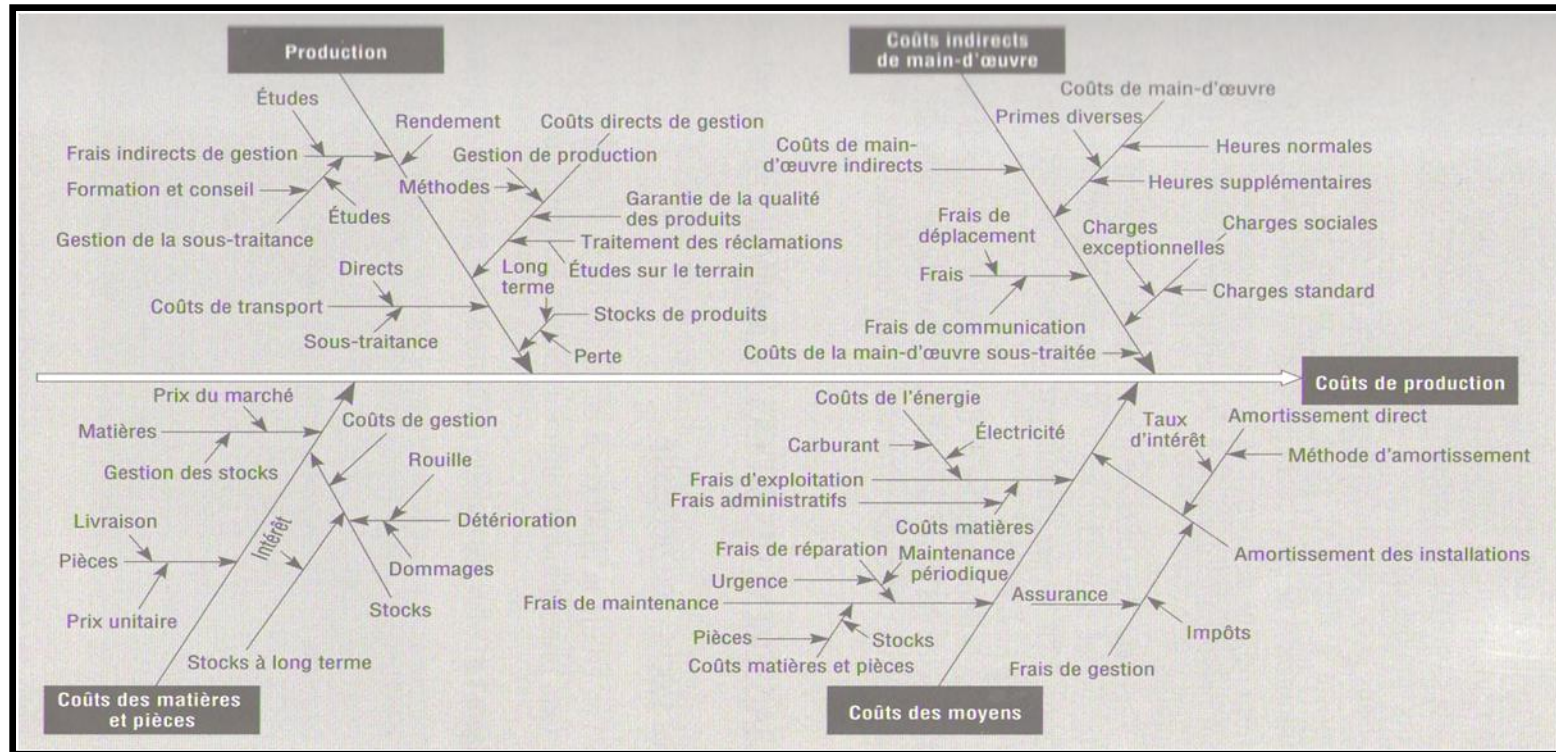 Production
Études
Rendement
Coûts directs de gestion
Frais indirects de gestion
Gestion de production
Formation et conseil
Méthodes
Études
Garantie de la qualité
des produits
Gestion de la sous-traitance
Traitement des réclamations
Directs
Long
terme
Études sur le terrain
Coûts de transport
Stocks de produits
Sous-traitance
Perte
Coûts indirects
de main-d'œuvre
Coûts de main-d'œuvre
Primes diverses
Coûts de main-
d'œuvre indirects
Heures normales
Heures supplémentaires
Frais de
déplacement
Charges
exceptionnelles
Charges sociales
Frais
Charges standard
Frais de communication
Coûts de la main-d'œuvre sous-traitée
Coûts de production
Prix du marché
Matières
Coûts de gestion
Gestion des stocks
Rouille
Livraison
Intérêt
Détérioration
Pièces
Dommages
Prix unitaire
Stocks
Stocks à long terme
Coûts des matières
et pièces
Coûts de l'énergie
Carburant
Électricité
Taux
d'intérêt
Amortissement direct
Méthode d'amortissement
Frais d'exploitation
Frais administratifs
Coûts matières
Frais de réparation
Maintenance
périodique
Amortissement des installations
Urgence
Frais de maintenance
Assurance
Pièces
Stocks
Impôts
Coûts matières et pièces
Frais de gestion
Coûts des moyens